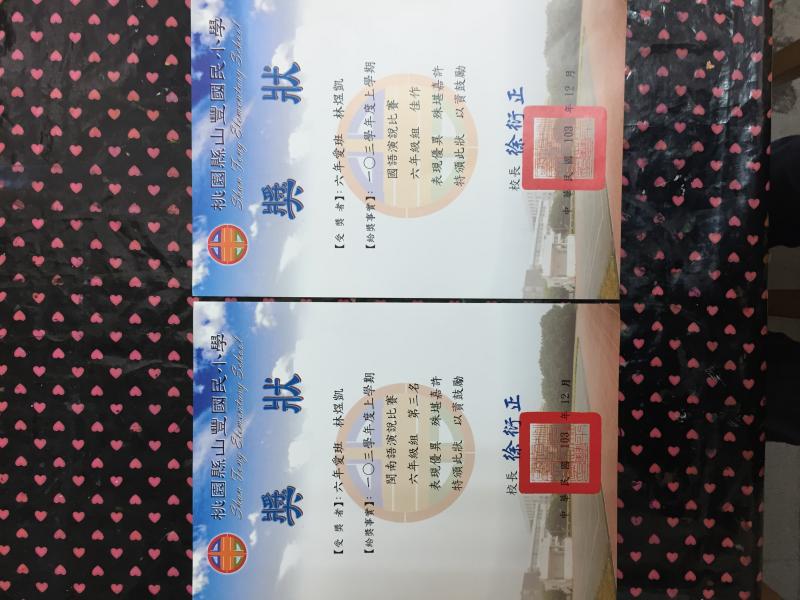 桃園縣山豐國民小學
Shan Fong Elementary School
獎狀
【受獎者】：六年愛班 林煜凱
【給獎事實】：一〇三學年度上學期
國語演說比賽
六年級組 佳作
表現優異 殊堪嘉許
特頒此狀 以資鼓勵
校長 徐衍正
中華民國 103 年 12 月
桃園縣山豐國民小學
Shan Fong Elementary School
獎狀
【受獎者】：六年愛班 林煜凱
【給獎事實】：一〇三學年度上學期
閩南語演說比賽
六年級組 第三名
表現優異 殊堪嘉許
特頒此狀 以資鼓勵
校長 徐衍正
中華民國 103 年 12 月